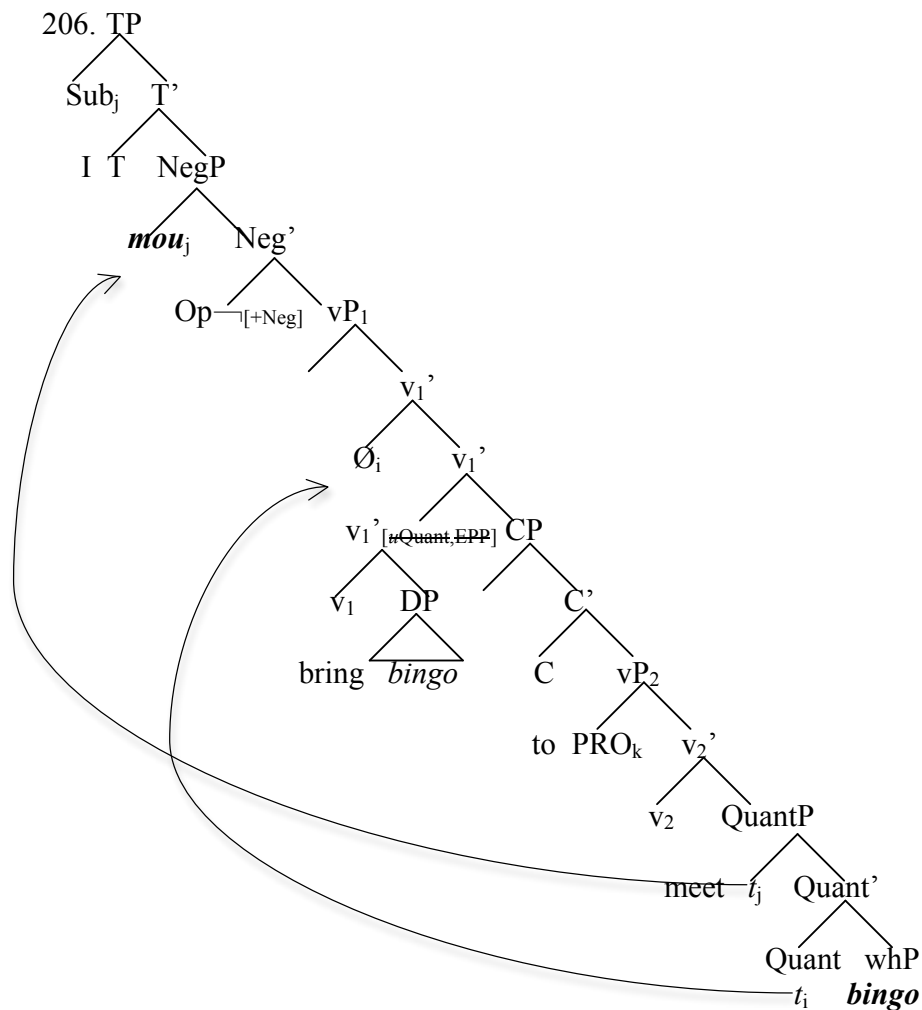 206. TP
Subj T’
I T NegP
mouj Neg’
Op¬[+Neg] vP1
v1’
Øi v1’
v1’[uQuant,EPP] CP
v1 DP C’
bring bingo C vP2
to PROk v2’
v2 QuantP
meet tj Quant’
Quant whP
ti bingo